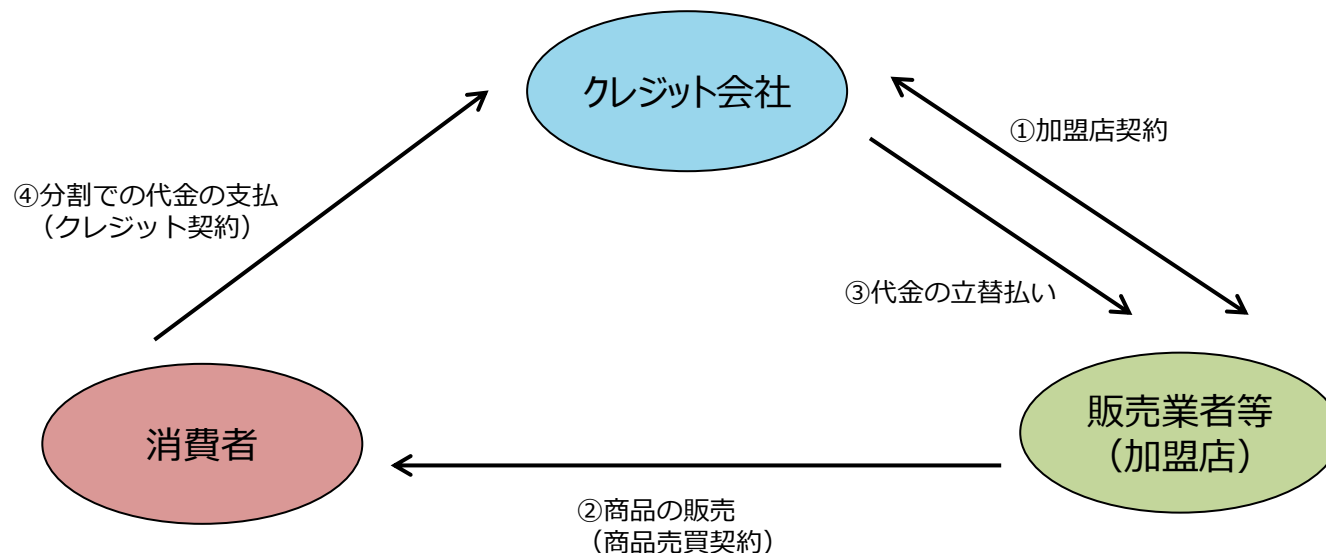 クレジット会社
①加盟店契約
④分割での代金の支払
（クレジット契約）
③代金の立替払い
消費者
販売業者等
（加盟店）
②商品の販売
（商品売買契約）